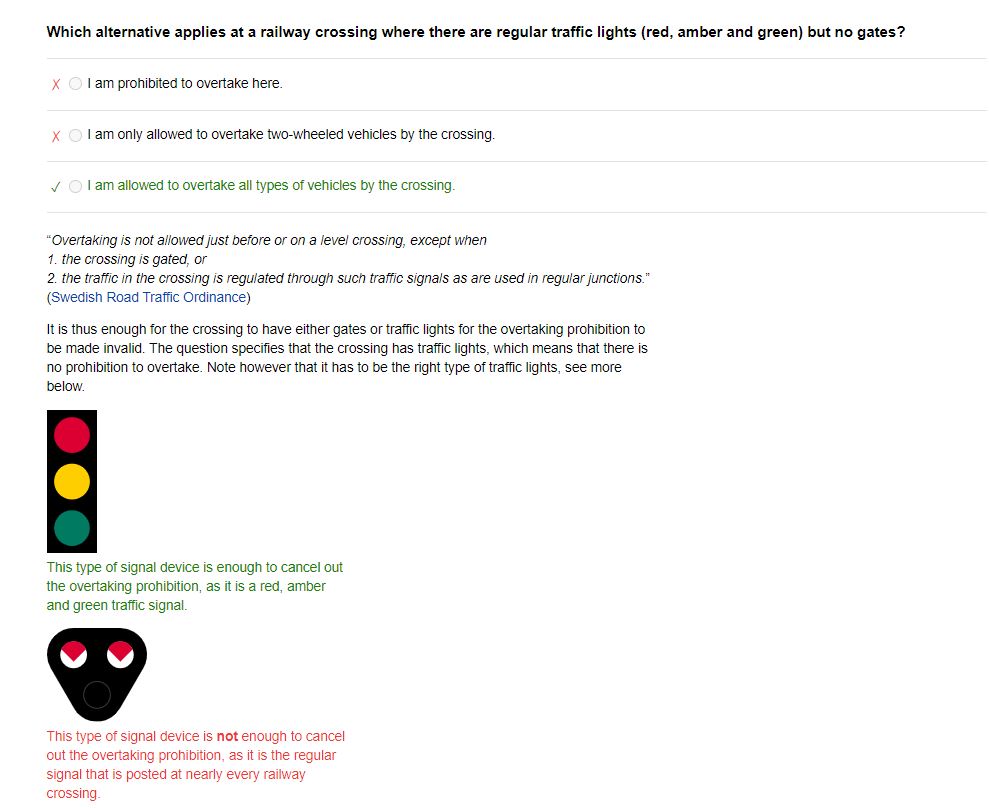 Which alternative applies at a railway crossing where there are regular traffic lights (red, amber and green) but no gates?
✗ I am prohibited to overtake here.
✗ I am only allowed to overtake two-wheeled vehicles by the crossing.
✓ I am allowed to overtake all types of vehicles by the crossing.
“Overtaking is not allowed just before or on a level crossing, except when
1. the crossing is gated, or
2. the traffic in the crossing is regulated through such traffic signals as are used in regular junctions.”
(Swedish Road Traffic Ordinance)
It is thus enough for the crossing to have either gates or traffic lights for the overtaking prohibition to
be made invalid. The question specifies that the crossing has traffic lights, which means that there is
no prohibition to overtake. Note however that it has to be the right type of traffic lights, see more
below.
This type of signal device is enough to cancel out
the overtaking prohibition, as it is a red, amber
and green traffic signal.
This type of signal device is not enough to cancel
out the overtaking prohibition, as it is the regular
signal that is posted at nearly every railway
crossing.